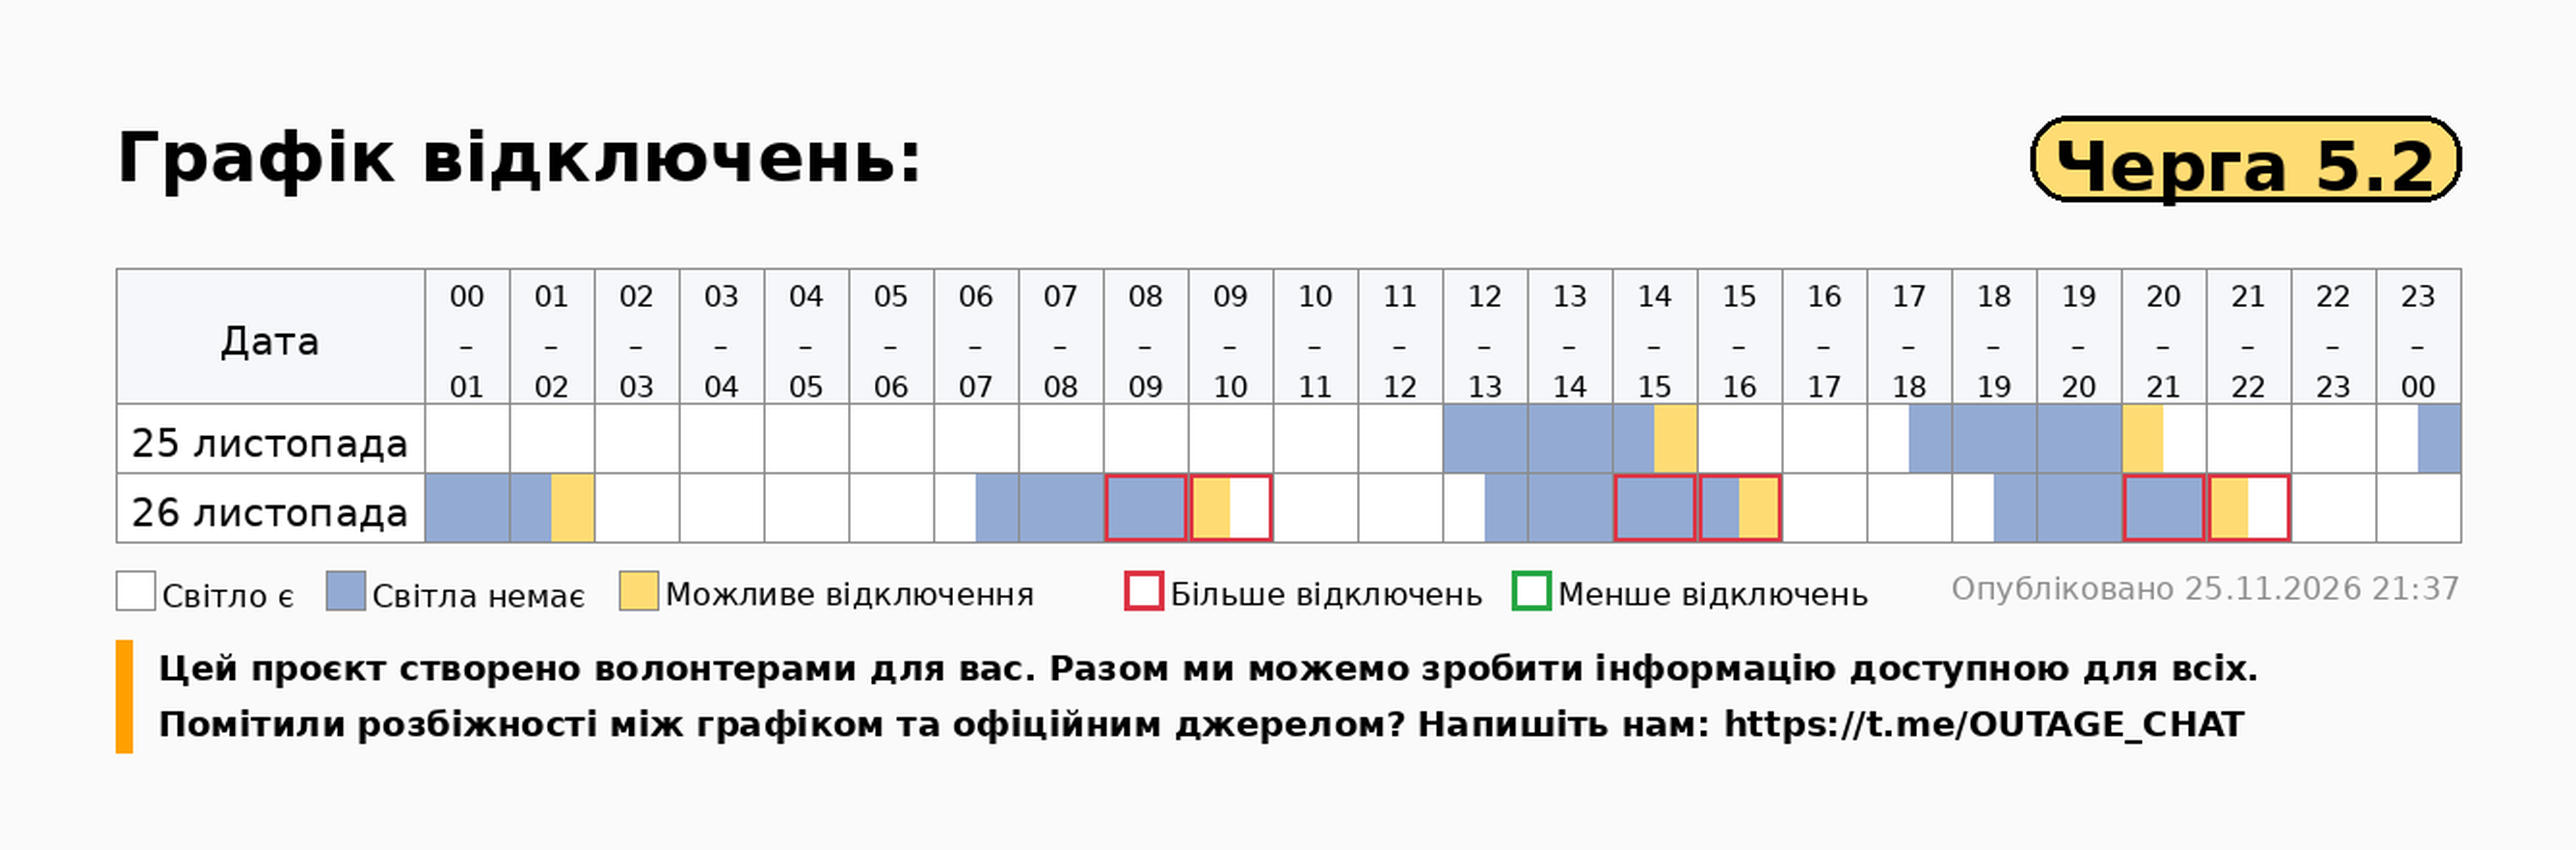 Графік відключень:
Черга 5.2
Дата
00 – 01
01 – 02
02 – 03
03 – 04
04 – 05
05 – 06
06 – 07
07 – 08
08 – 09
09 – 10
10 – 11
11 – 12
12 – 13
13 – 14
14 – 15
15 – 16
16 – 17
17 – 18
18 – 19
19 – 20
20 – 21
21 – 22
22 – 23
23 – 00
25 листопада
26 листопада
Світло є
Світла немає
Можливе відключення
Більше відключень
Менше відключень
Опубліковано 25.11.2026 21:37
Цей проєкт створено волонтерами для вас. Разом ми можемо зробити інформацію доступною для всіх.
Помітили розбіжності між графіком та офіційним джерелом? Напишіть нам: https://t.me/OUTAGE_CHAT